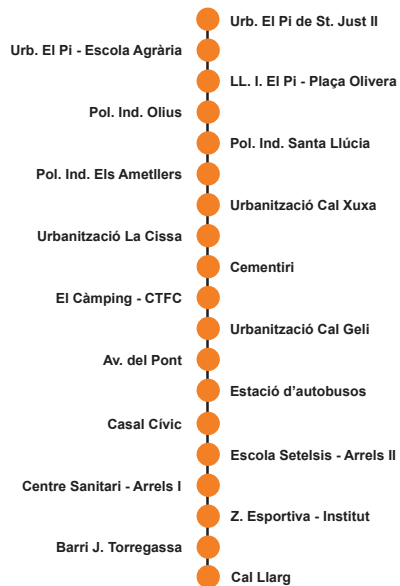 Urb. El Pi de St. Just II
Urb. El Pi - Escola Agrària
LL. I. El Pi - Plaça Olivera
Pol. Ind. Olius
Pol. Ind. Santa Llúcia
Pol. Ind. Els Ametllers
Urbanització Cal Xuxa
Urbanització La Cissa
Cementiri
El Càmping - CTFC
Urbanització Cal Geli
Av. del Pont
Estació d’autobusos
Casal Cívic
Escola Setelsis - Arrels II
Centre Sanitari - Arrels I
Z. Esportiva - Institut
Barri J. Torregassa
Cal Llarg